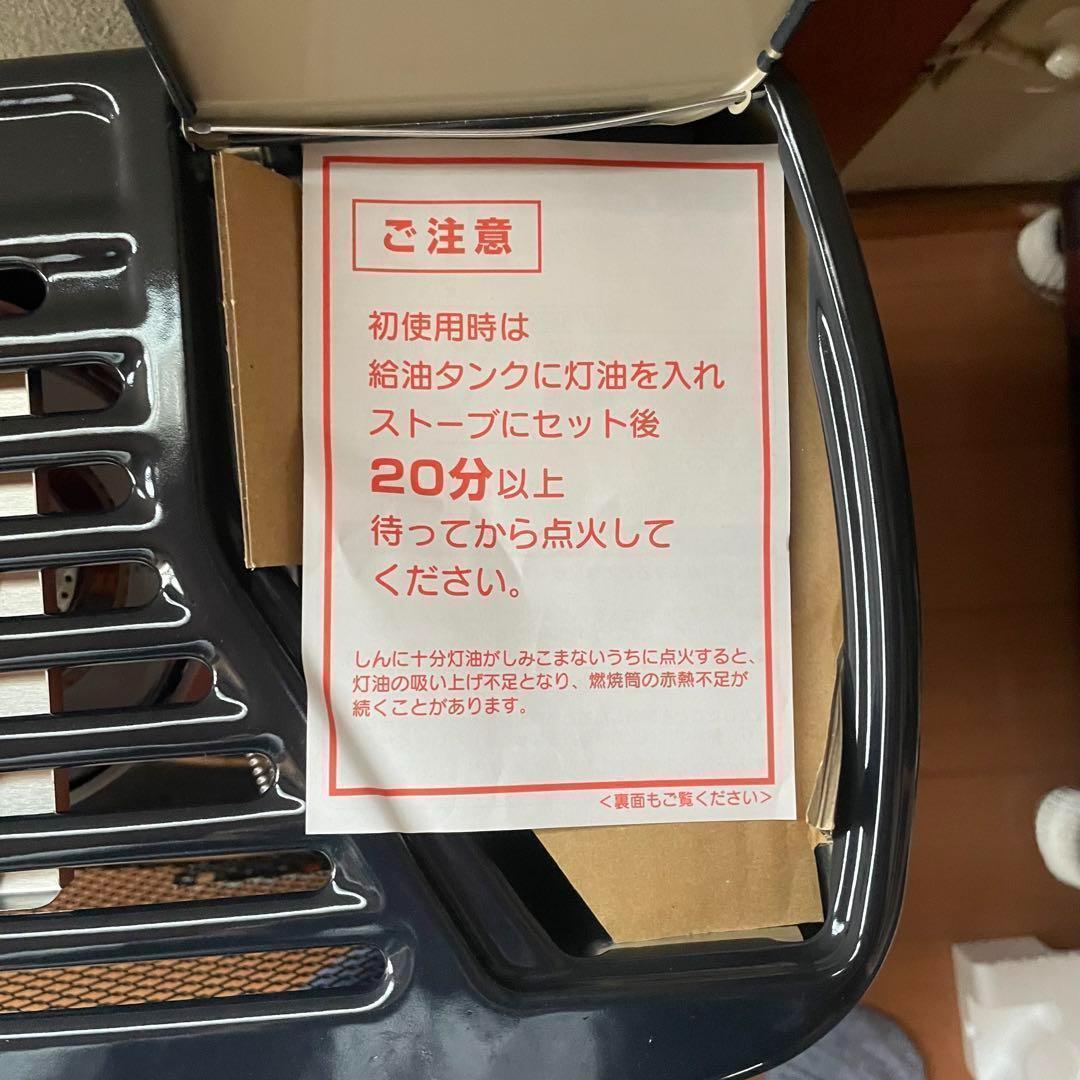 ご注意
初使用時は
給油タンクに灯油を入れ
ストーブにセット後
20分以上
待ってから点火して
ください。
しんに十分灯油がしみこまないうちに点火すると、
灯油の吸い上げ不足となり、燃焼筒の赤熱不足が
続くことがあります。
＜裏面もご覧ください＞